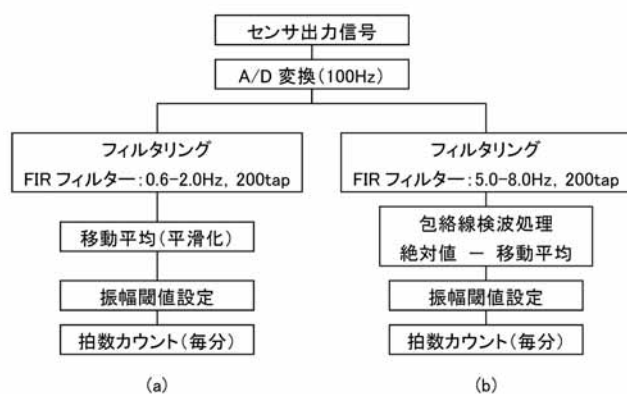 センサ出力信号
A/D 変換(100Hz)
フィルタリング
FIR フィルター:0.6-2.0Hz, 200tap
移動平均(平滑化)
振幅閾値設定
拍数カウント(毎分)
(a)
フィルタリング
FIR フィルター:5.0-8.0Hz, 200tap
包絡線検波処理
絶対値 ー 移動平均
振幅閾値設定
拍数カウント(毎分)
(b)